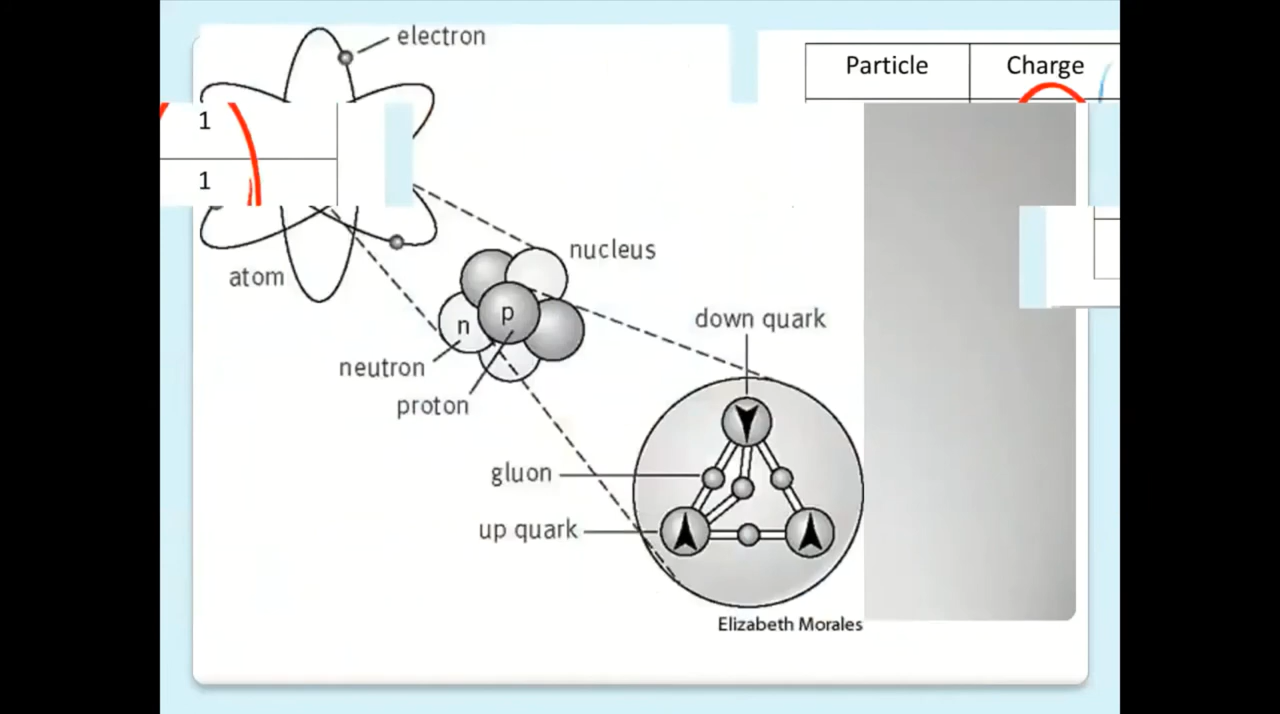 electron
Particle Charge
1
1
atom
nucleus
n
p
down quark
neutron
proton
gluon
up quark
Elizabeth Morales